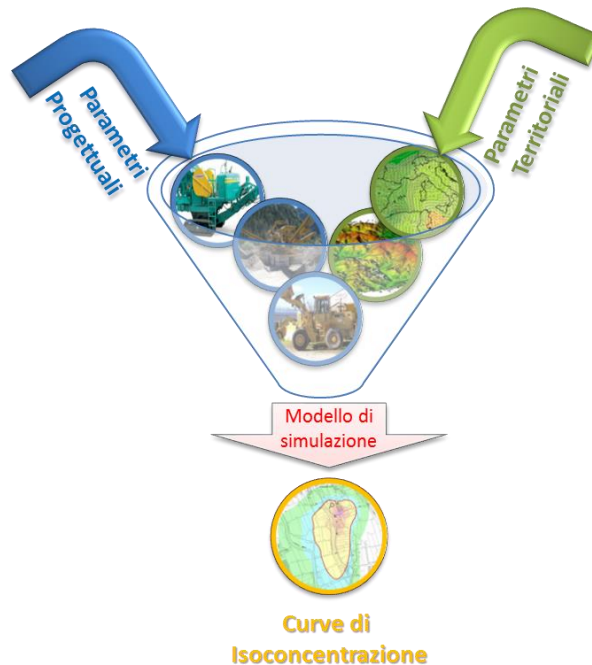 Parametri
Progettuali
Parametri
Territoriali
Modello di
simulazione
Curve di
Isoconcentrazione